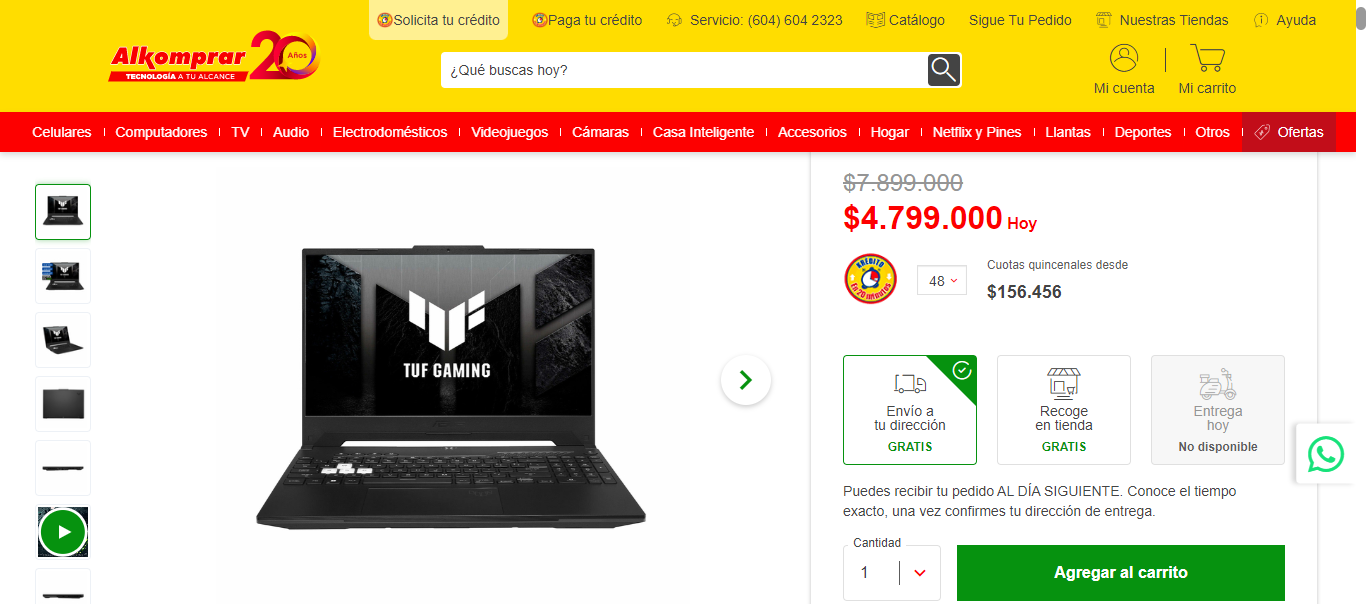 Solicita tu crédito
Paga tu crédito
Servicio: (604) 604 2323
Catálogo
Sigue Tu Pedido
Nuestras Tiendas
Ayuda
Alkomprar 20 Años
TECNOLOGÍA A TU ALCANCE
¿Qué buscas hoy?
Mi cuenta
Mi carrito
Celulares
Computadores
TV
Audio
Electrodomésticos
Videojuegos
Cámaras
Casa Inteligente
Accesorios
Hogar
Netflix y Pines
Llantas
Deportes
Otros
Ofertas
TUF GAMING
$7.899.000
$4.799.000 Hoy
KREDITO
En 20 minutos
48
Cuotas quincenales desde
$156.456
Envío a
tu dirección
GRATIS
Recoge
en tienda
GRATIS
Entrega
hoy
No disponible
Puedes recibir tu pedido AL DÍA SIGUIENTE. Conoce el tiempo
exacto, una vez confirmes tu dirección de entrega.
Cantidad
1
Agregar al carrito